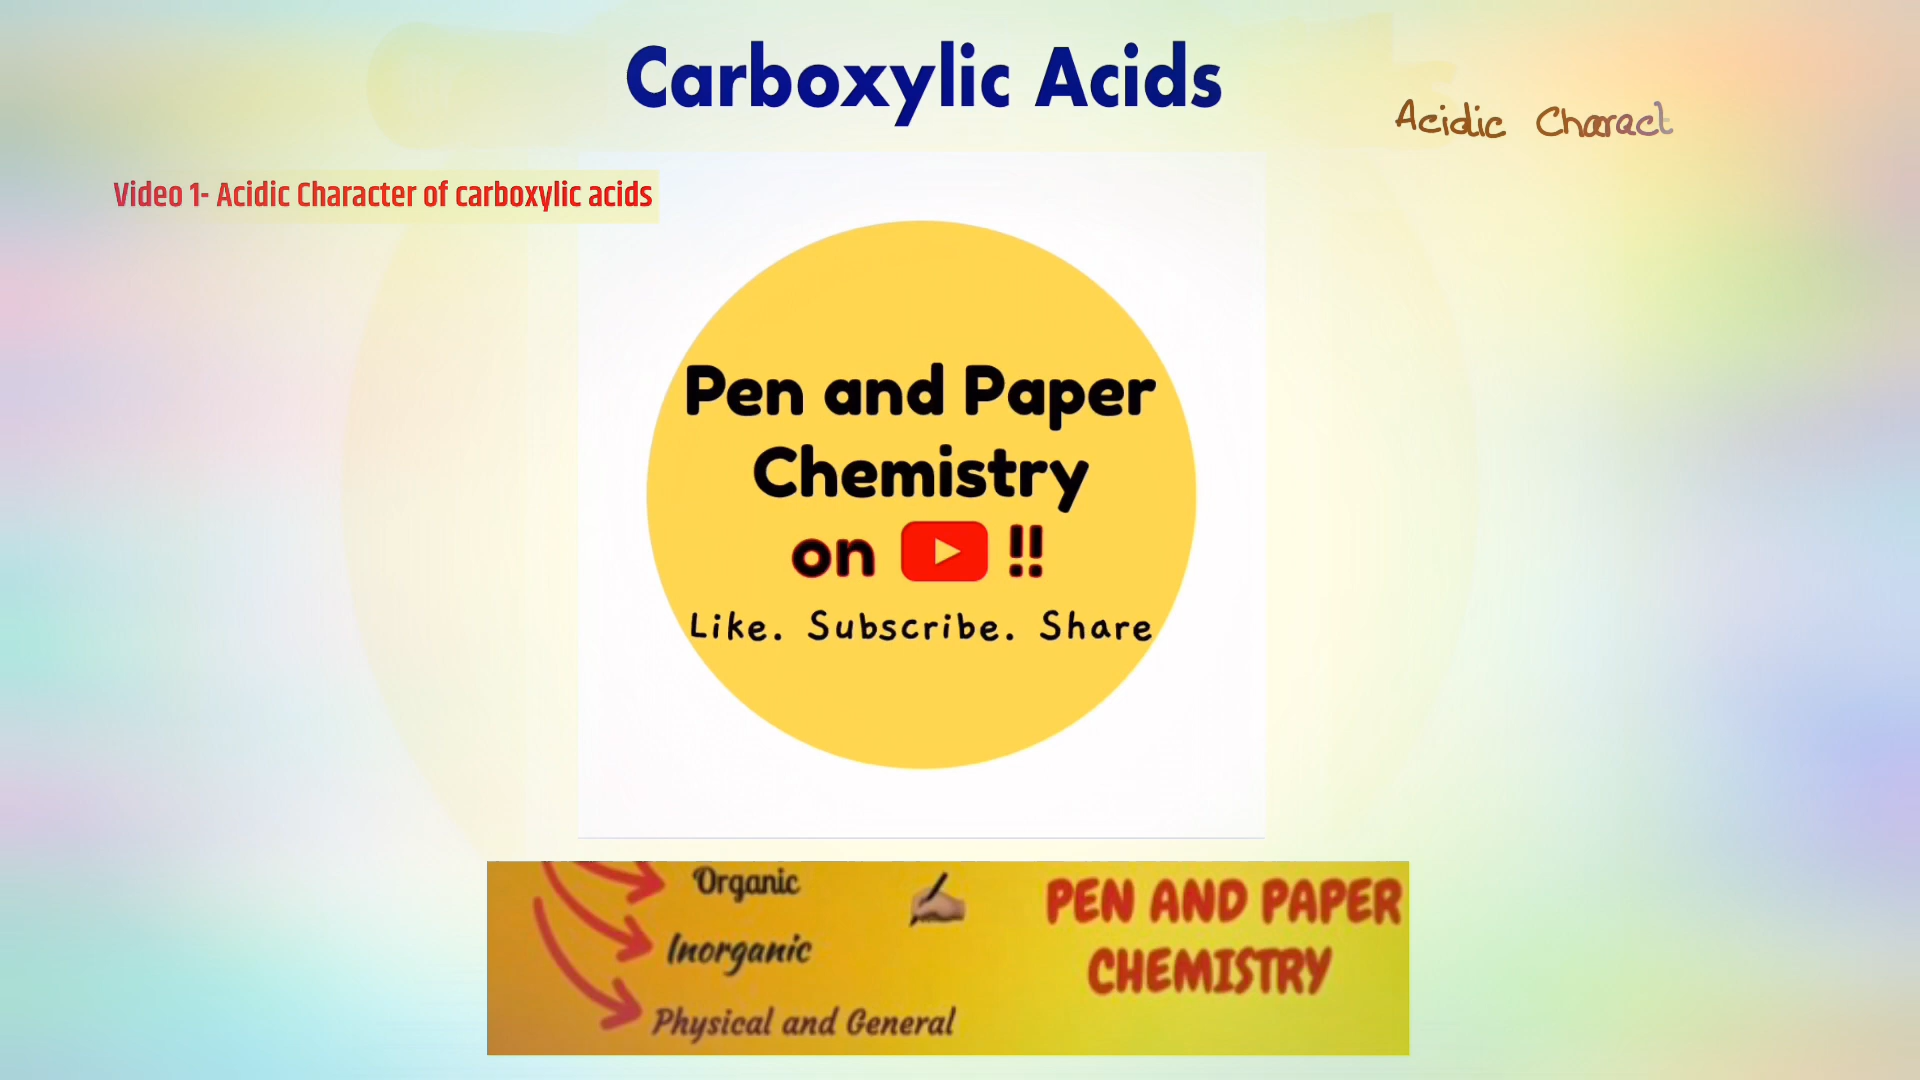 Carboxylic Acids
Acidic Charact
Video 1- Acidic Character of carboxylic acids
Pen and Paper
Chemistry
on !!
Like. Subscribe. Share
Organic
Inorganic
Physical and General
PEN AND PAPER
CHEMISTRY